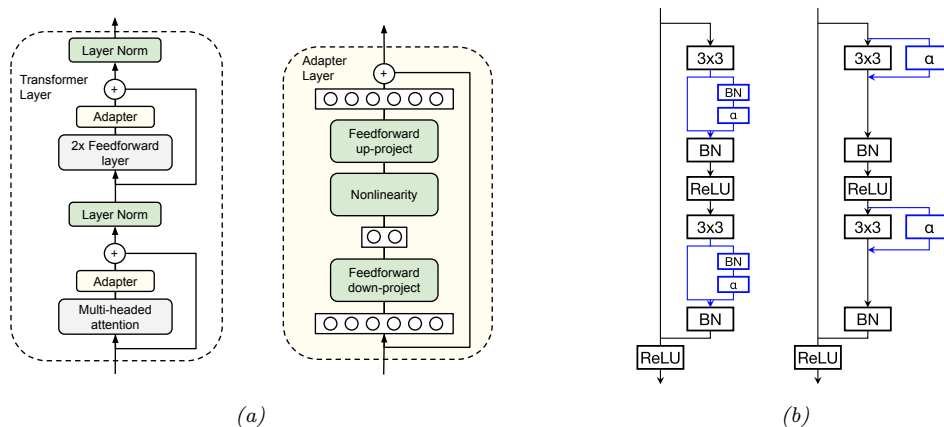 Layer Norm
Transformer
Layer
+
Adapter
2x Feedforward
layer
Layer Norm
+
Adapter
Multi-headed
attention
Adapter
Layer
+
Feedforward
up-project
Nonlinearity
Feedforward
down-project
(a)
3x3
BN
α
BN
ReLU
3x3
BN
α
BN
ReLU
3x3
α
BN
ReLU
3x3
α
BN
ReLU
(b)